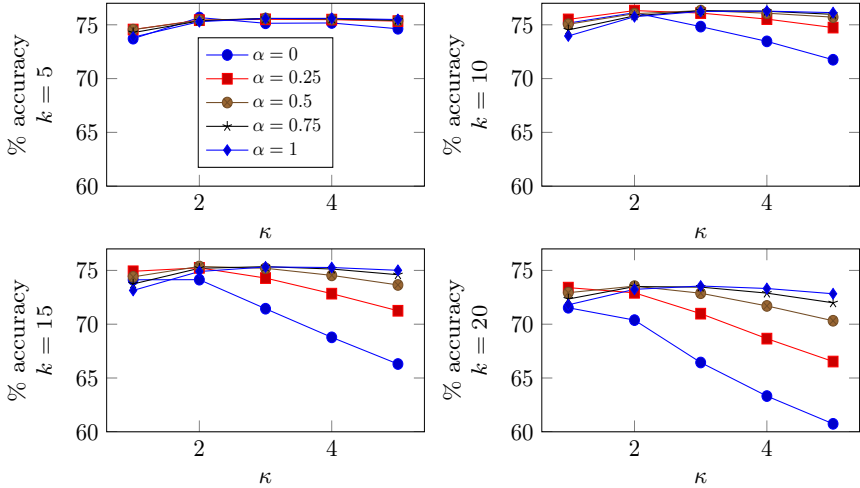 75
70
65
60
2
4
κ
% accuracy
k = 5
α = 0
α = 0.25
α = 0.5
α = 0.75
α = 1
75
70
65
60
2
4
κ
% accuracy
k = 10
75
70
65
60
2
4
κ
% accuracy
k = 15
75
70
65
60
2
4
κ
% accuracy
k = 20